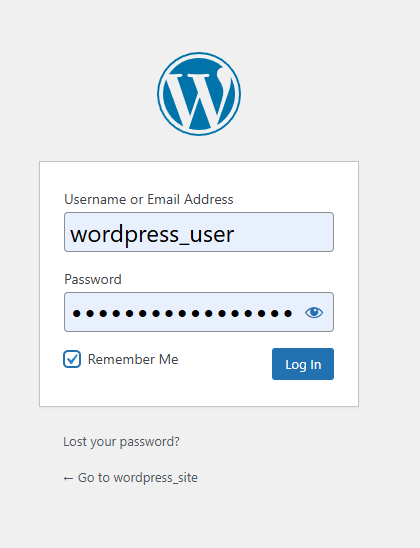 Username or Email Address
wordpress_user
Password
•••••••••••••••••
Remember Me
Log In
Lost your password?
← Go to wordpress_site